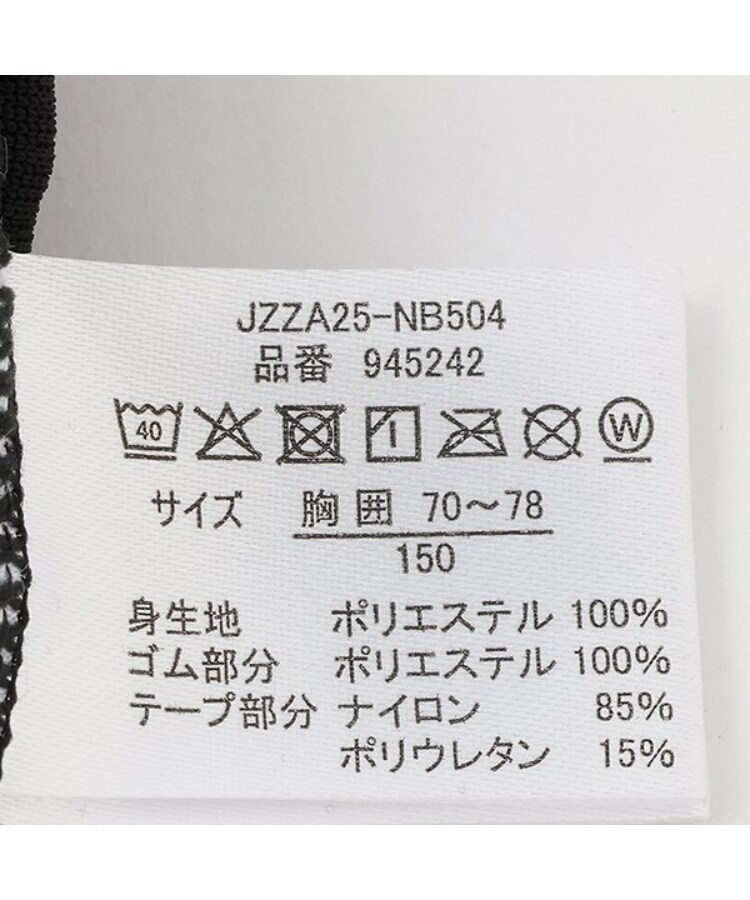 JZZA25-NB504
品番 945242
40 W
サイズ 胸囲 70〜78
150
身生地 ポリエステル 100%
ゴム部分 ポリエステル 100%
テープ部分 ナイロン 85%
ポリウレタン 15%